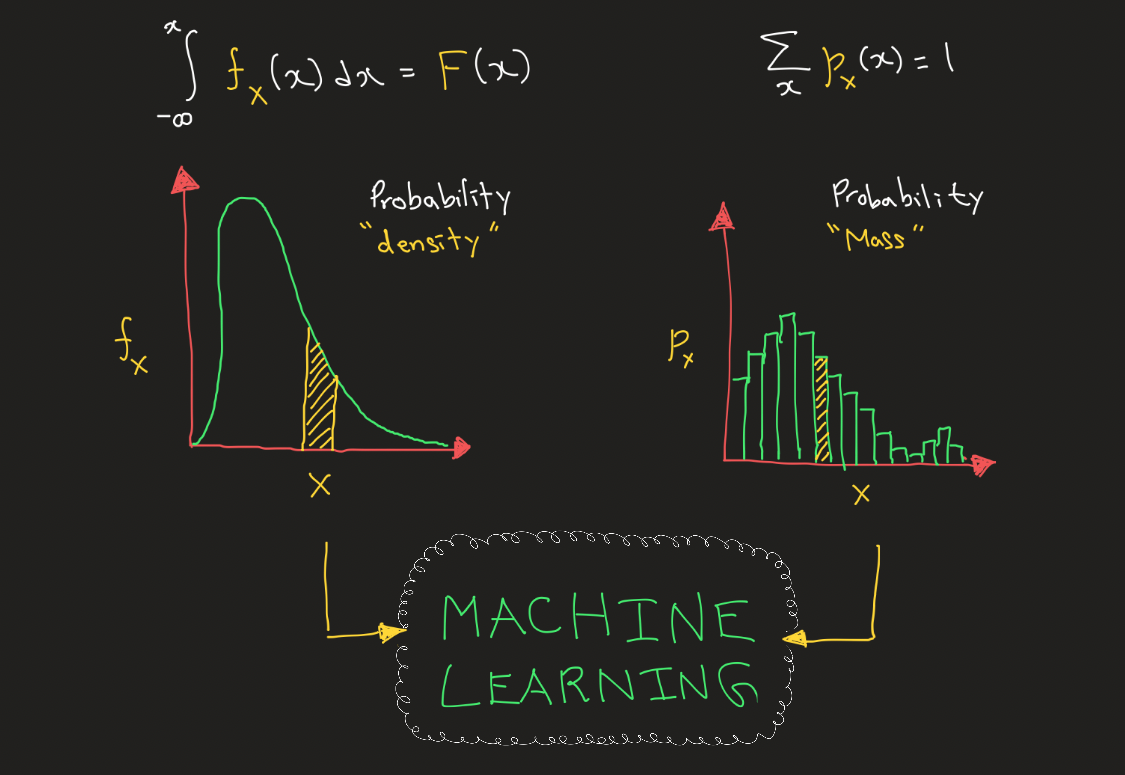 ∫_{-∞}^{x} f_X(x) dx = F(x)
∑_x p_x(x) = 1
Probability
"density"
f_X
X
Probability
"Mass"
p_x
X
MACHINE
LEARNING